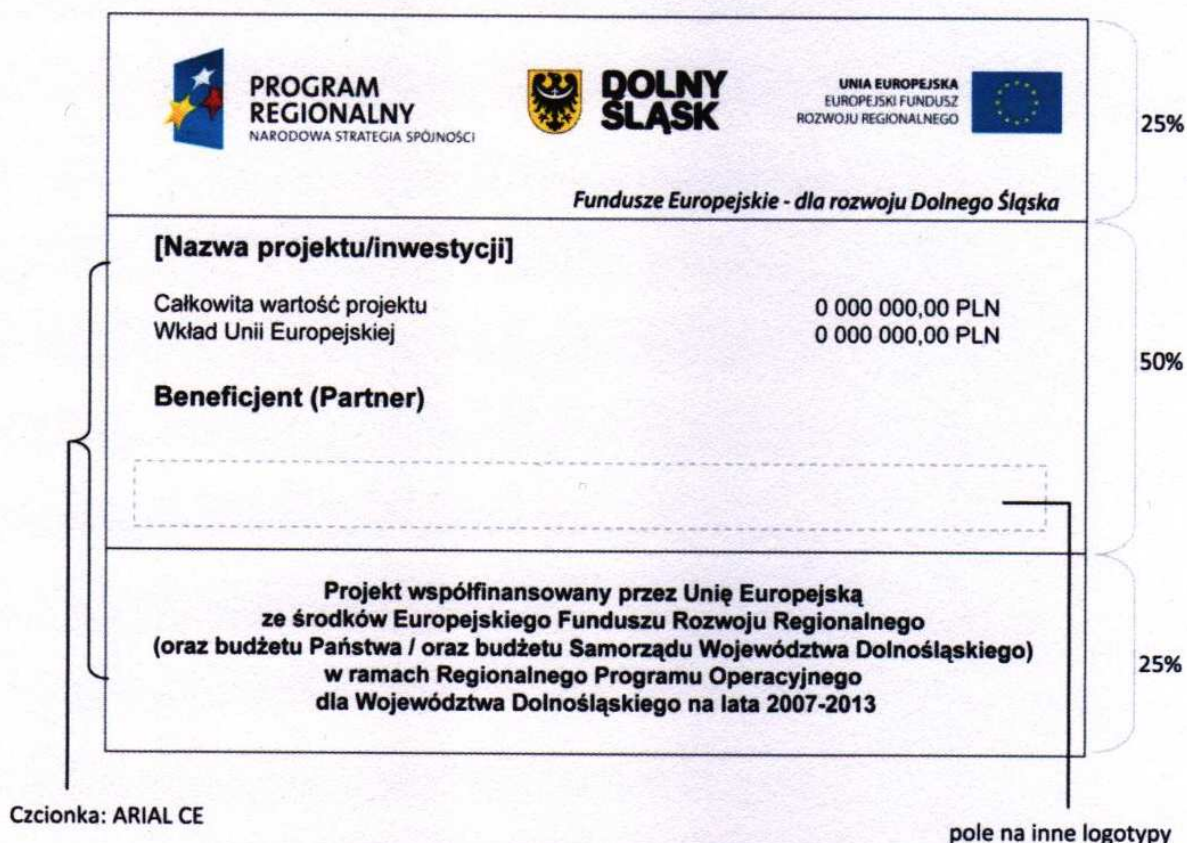 PROGRAM
REGIONALNY
NARODOWA STRATEGIA SPÓJNOŚCI
DOLNY
ŚLĄSK
UNIA EUROPEJSKA
EUROPEJSKI FUNDUSZ
ROZWOJU REGIONALNEGO
25%
Fundusze Europejskie - dla rozwoju Dolnego Śląska
[Nazwa projektu/inwestycji]
Całkowita wartość projektu 0 000 000,00 PLN
Wkład Unii Europejskiej 0 000 000,00 PLN
50%
Beneficjent (Partner)
Projekt współfinansowany przez Unię Europejską
ze środków Europejskiego Funduszu Rozwoju Regionalnego
(oraz budżetu Państwa / oraz budżetu Samorządu Województwa Dolnośląskiego)
w ramach Regionalnego Programu Operacyjnego
dla Województwa Dolnośląskiego na lata 2007-2013
25%
Czcionka: ARIAL CE
pole na inne logotypy